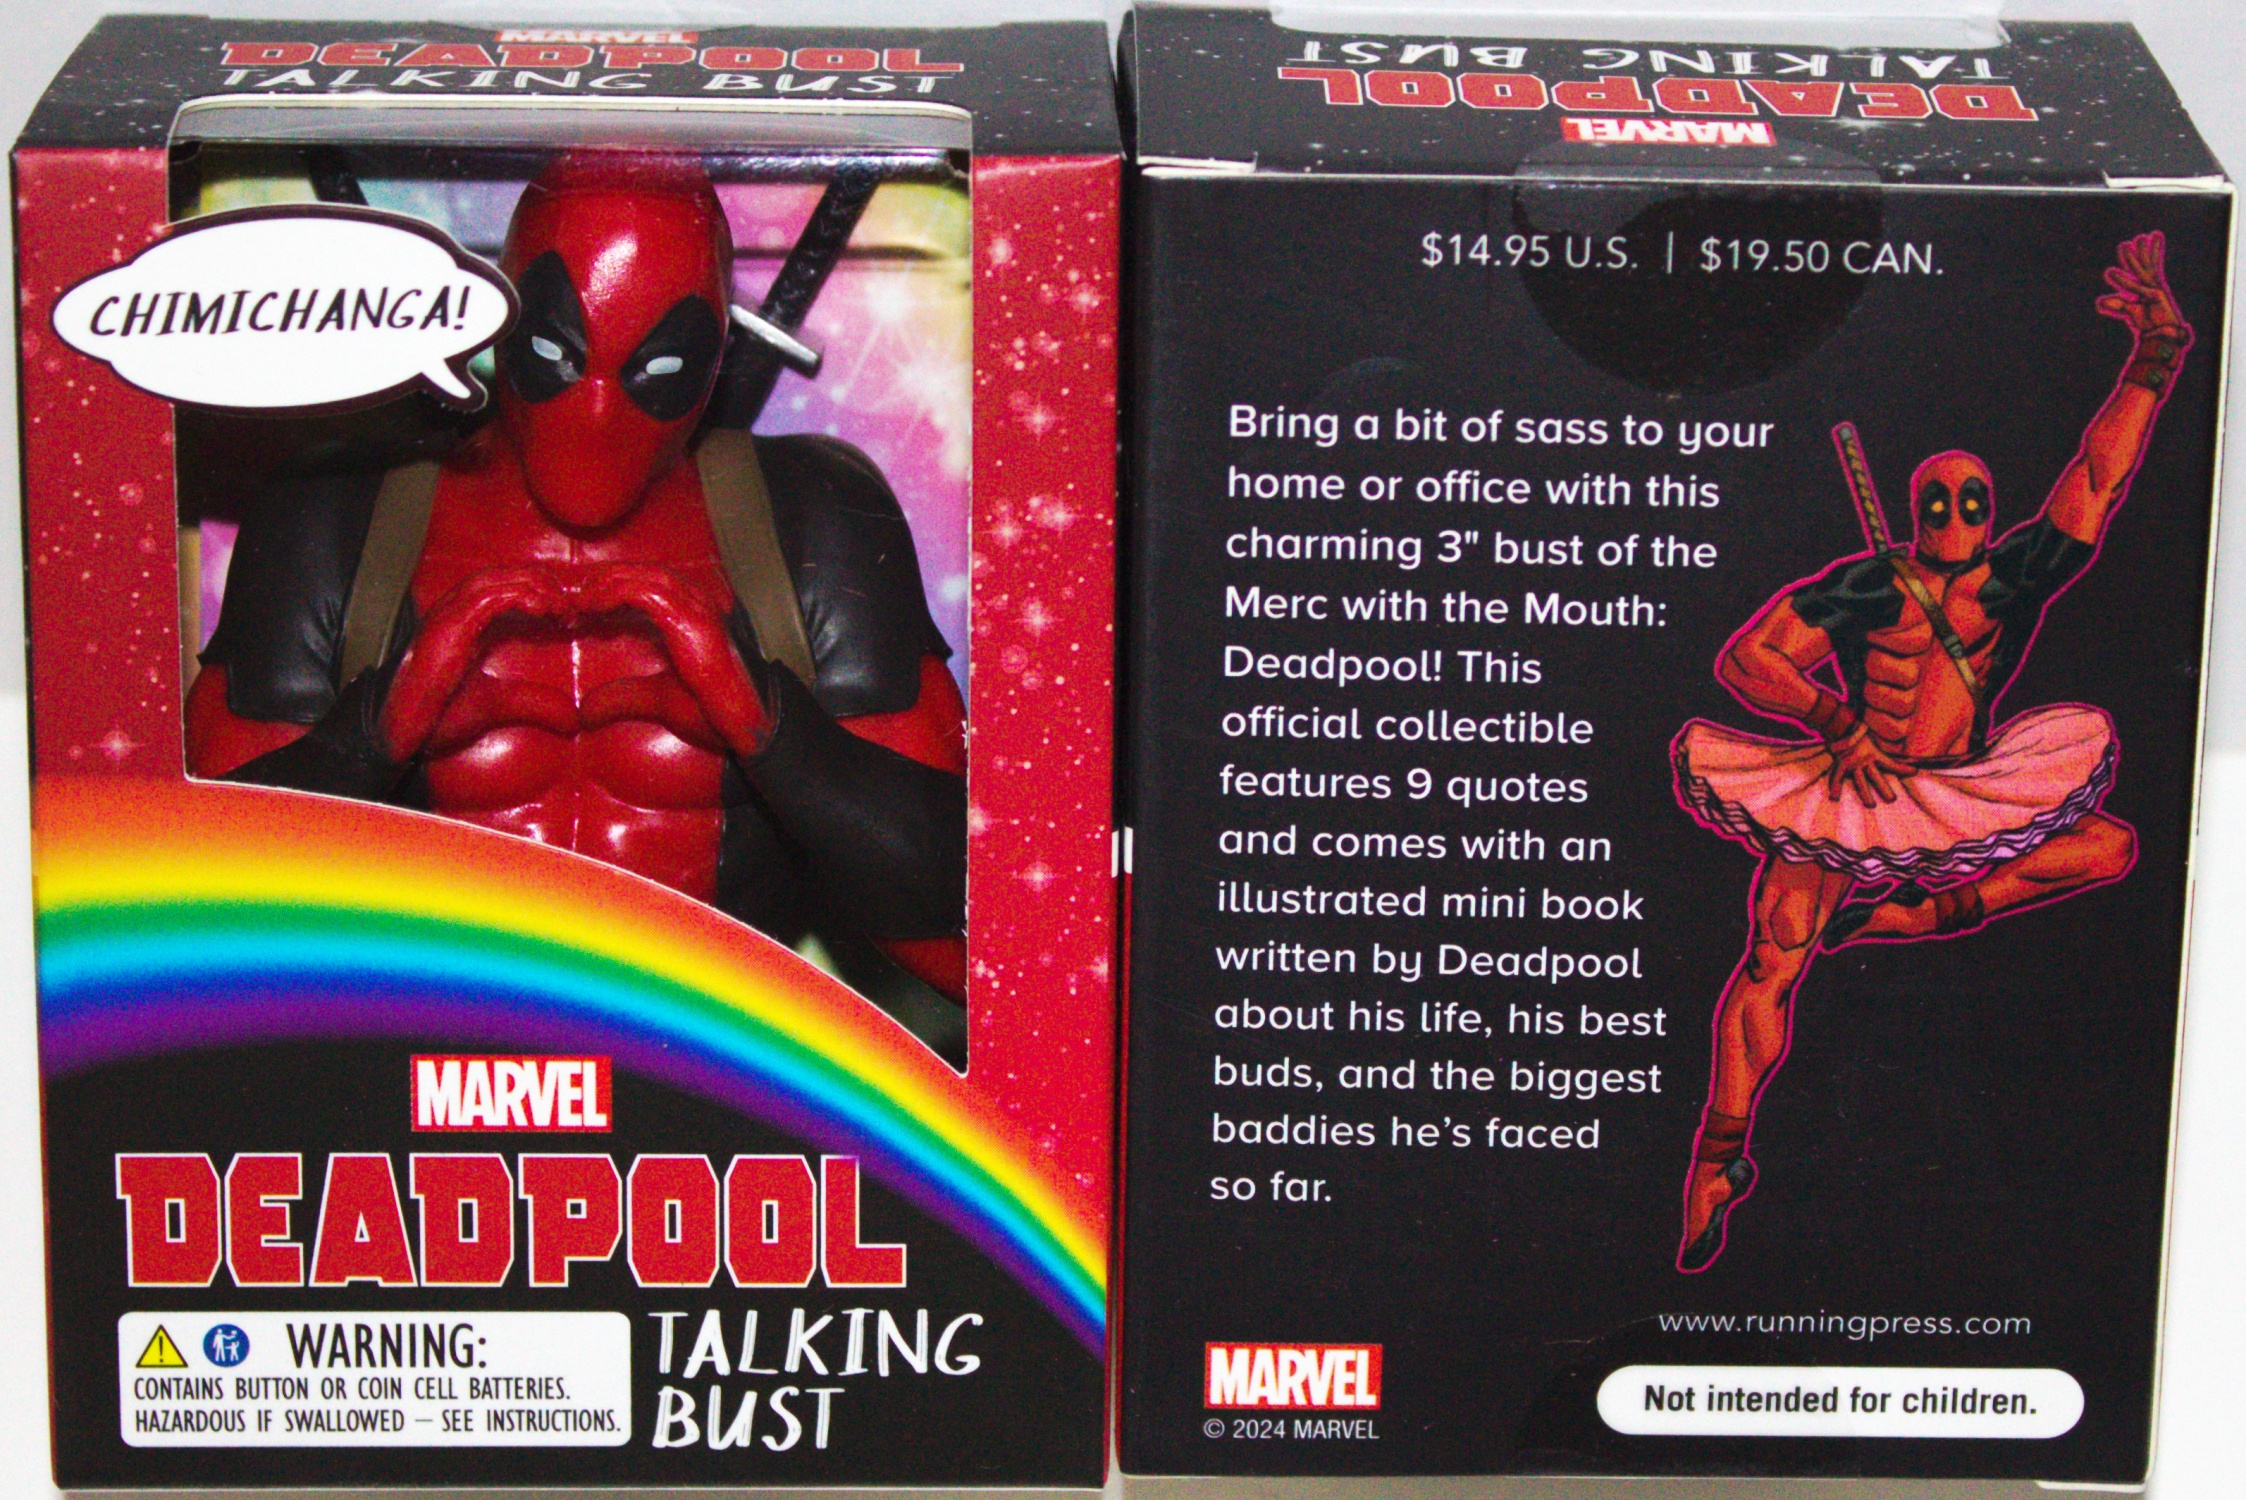 MARVEL
DEADPOOL
TALKING BUST
CHIMICHANGA!
MARVEL
DEADPOOL
WARNING:
CONTAINS BUTTON OR COIN CELL BATTERIES.
HAZARDOUS IF SWALLOWED — SEE INSTRUCTIONS.
TALKING
BUST
MARVEL
DEADPOOL
TALKING BUST
$14.95 U.S. | $19.50 CAN.
Bring a bit of sass to your
home or office with this
charming 3" bust of the
Merc with the Mouth:
Deadpool! This
official collectible
features 9 quotes
and comes with an
illustrated mini book
written by Deadpool
about his life, his best
buds, and the biggest
baddies he's faced
so far.
www.runningpress.com
MARVEL
© 2024 MARVEL
Not intended for children.